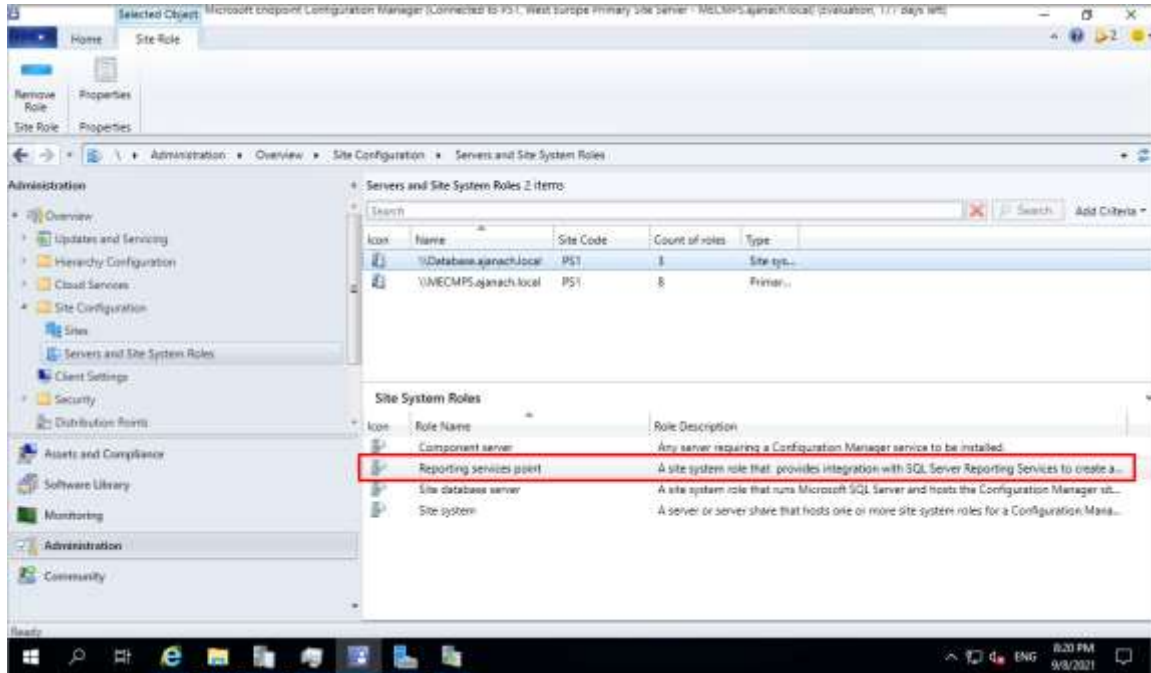 Selected Object Microsoft Endpoint Configuration Manager (Connected to PS1, West Europe Primary Site Server - MECMPS.ajanach.local) (Evaluation, 177 days left)
Home Site Role
2
Remove Role
Properties
Site Role Properties
\ Administration Overview Site Configuration Servers and Site System Roles
Administration
Overview
Updates and Servicing
Hierarchy Configuration
Cloud Services
Site Configuration
Sites
Servers and Site System Roles
Client Settings
Security
Distribution Points
Assets and Compliance
Software Library
Monitoring
Administration
Community
Servers and Site System Roles 2 items
Search Search Add Criteria
Icon Name Site Code Count of roles Type
\\Database.ajanach.local PS1 Site sys...
\\MECMPS.ajanach.local PS1 8 Primar...
Site System Roles
Icon Role Name Role Description
Component server Any server requiring a Configuration Manager service to be installed.
Reporting services point A site system role that provides integration with SQL Server Reporting Services to create a...
Site database server A site system role that runs Microsoft SQL Server and hosts the Configuration Manager sit...
Site system A server or server share that hosts one or more site system roles for a Configuration Mana...
Ready
ENG 8:20 PM
9/8/2021